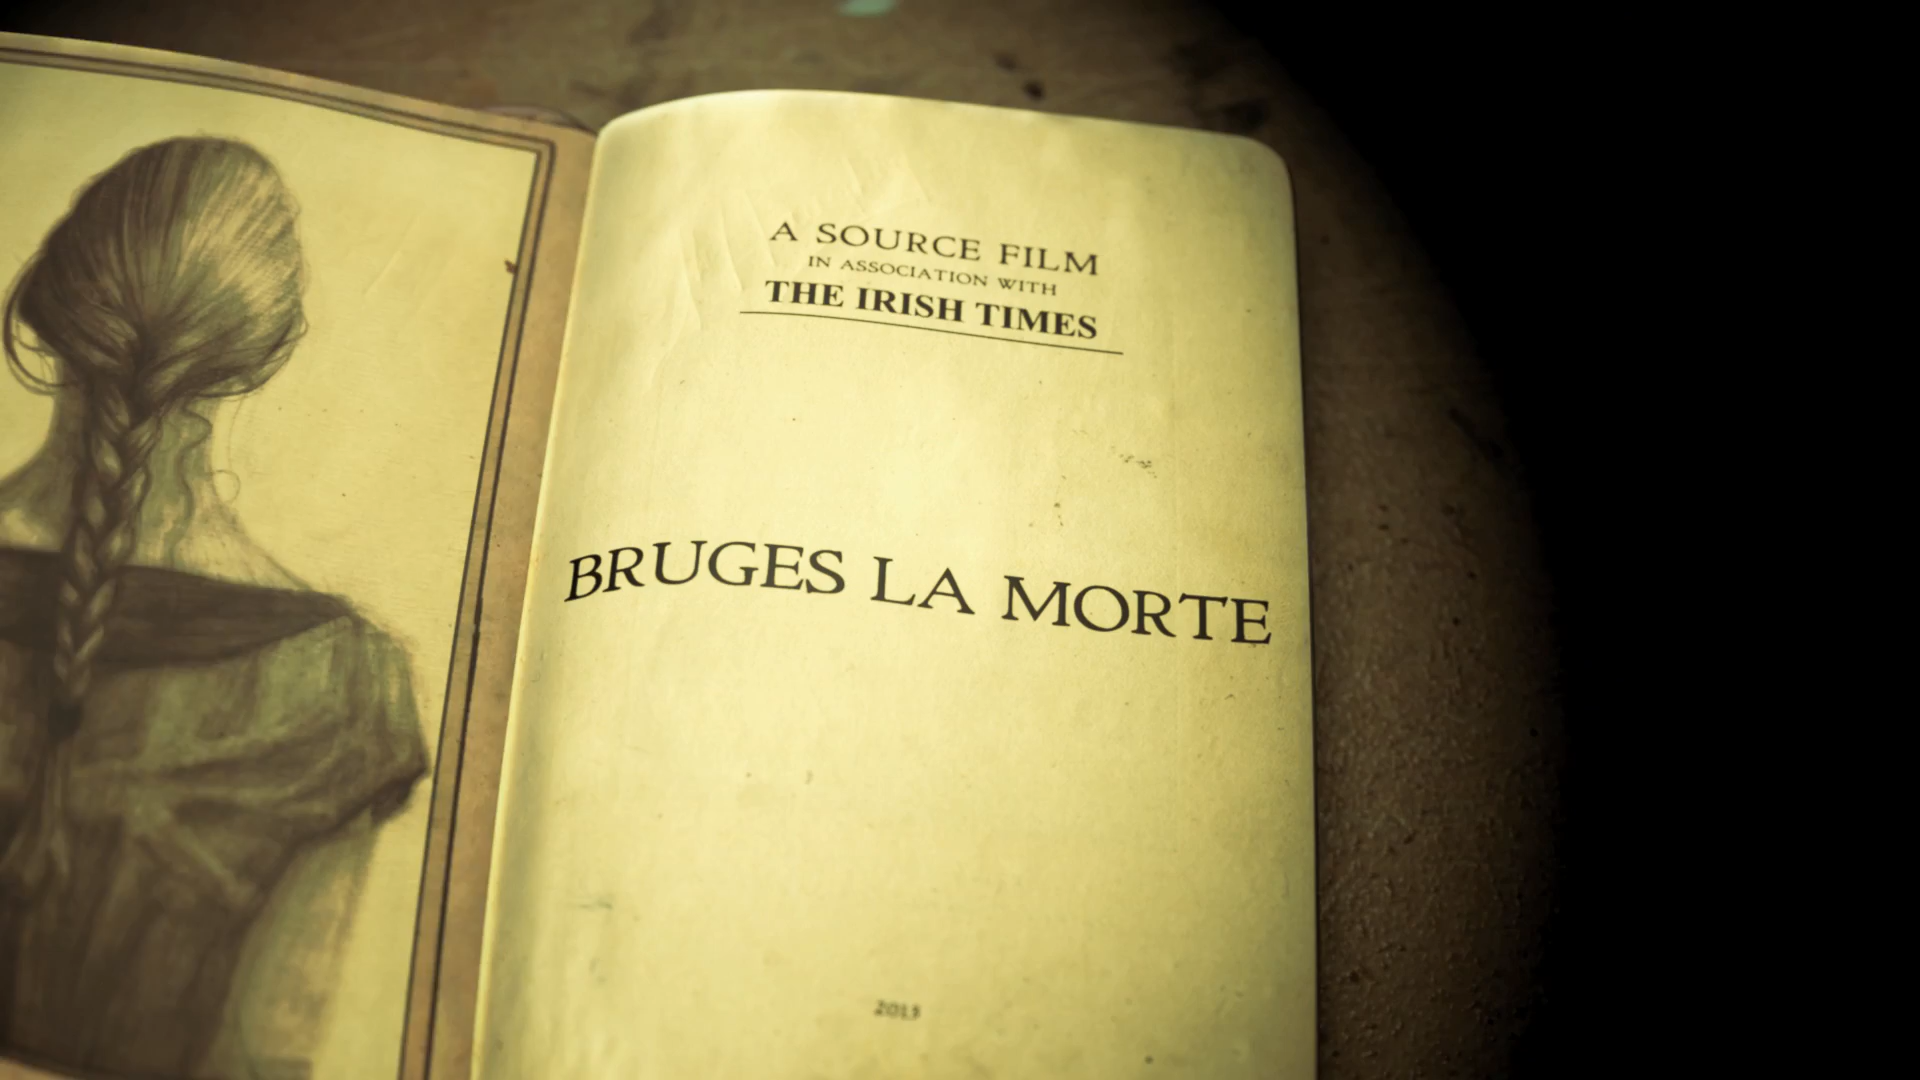 A SOURCE FILM
IN ASSOCIATION WITH
THE IRISH TIMES
BRUGES LA MORTE